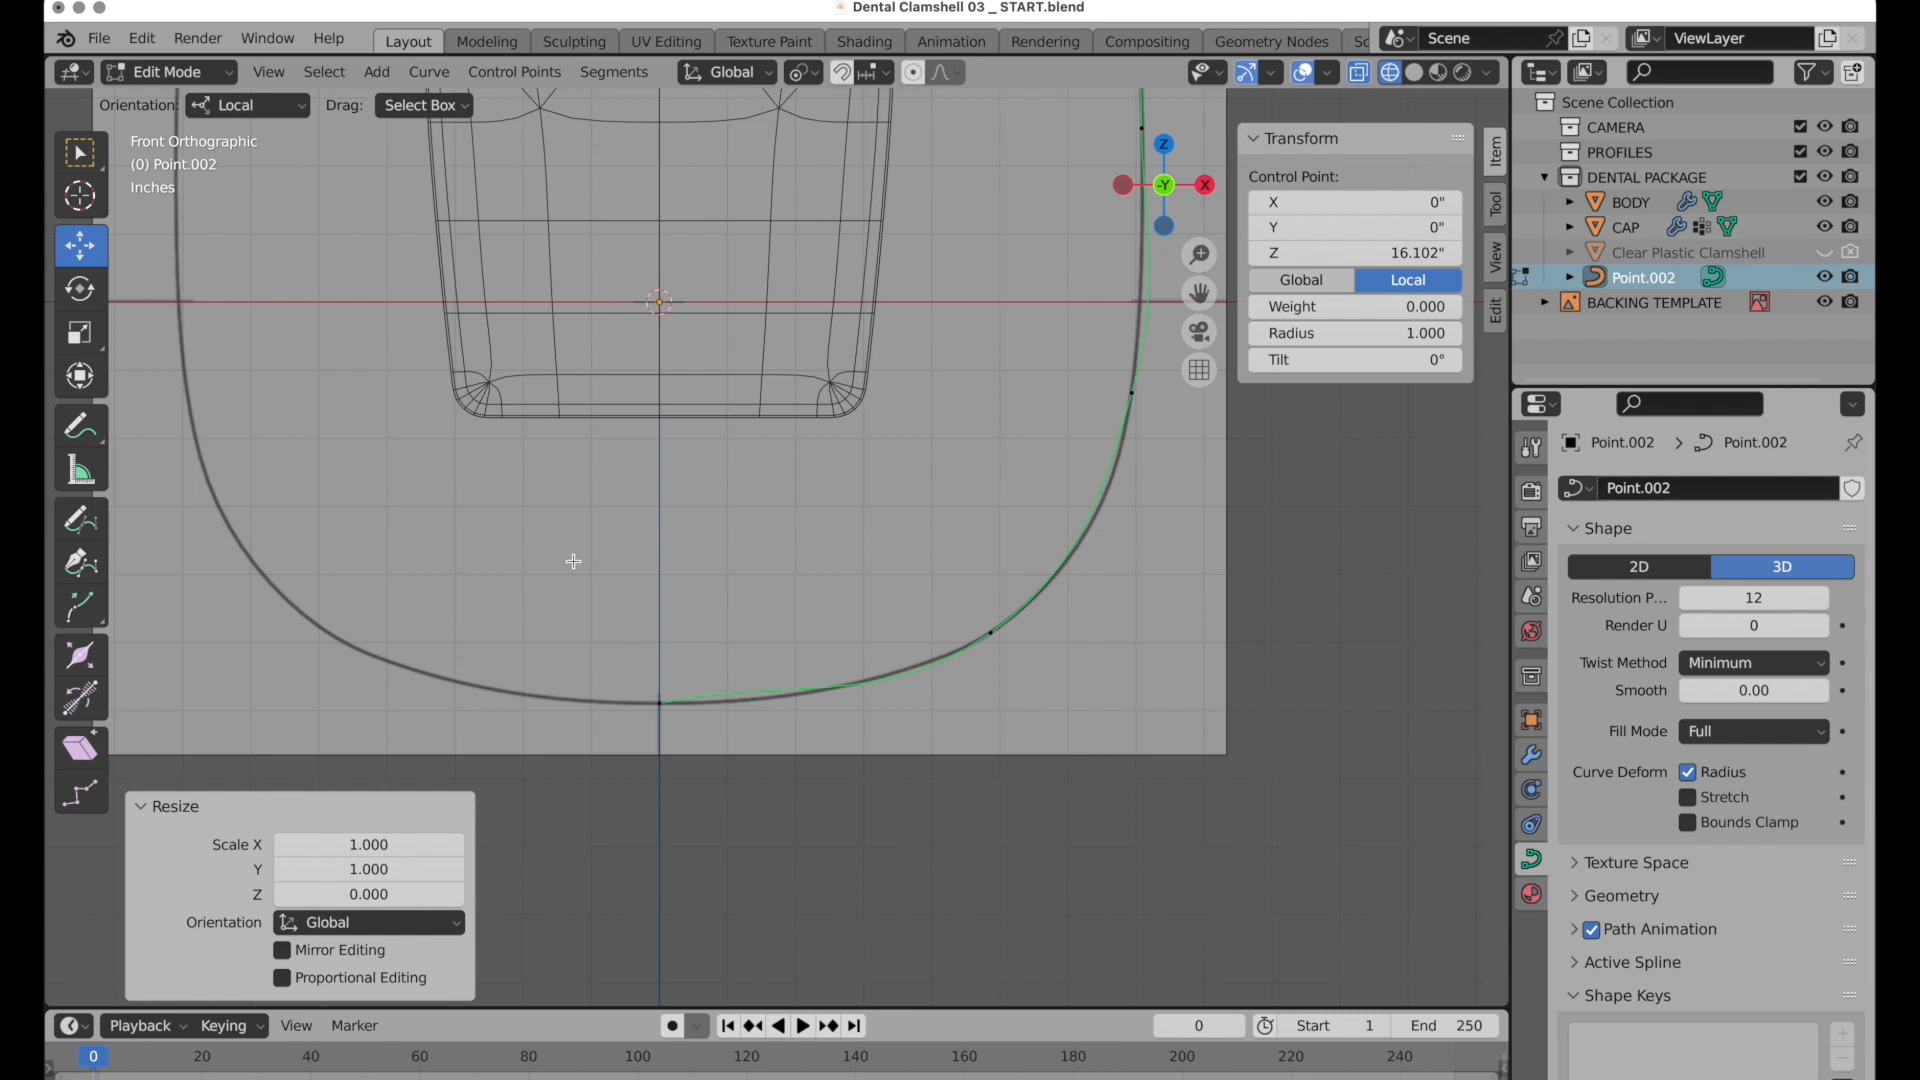 Dental Clamshell 03 _ START.blend
File Edit Render Window Help Layout Modeling Sculpting UV Editing Texture Paint Shading Animation Rendering Compositing Geometry Nodes Sc Scene ViewLayer
Edit Mode View Select Add Curve Control Points Segments Global
Orientation: Local Drag: Select Box
Front Orthographic
(0) Point.002
Inches
Z
-Y X
Transform
Control Point:
X 0"
Y 0"
Z 16.102"
Global Local
Weight 0.000
Radius 1.000
Tilt 0°
Item
Tool
View
Edit
Scene Collection
CAMERA
PROFILES
DENTAL PACKAGE
BODY
CAP
Clear Plastic Clamshell
Point.002
BACKING TEMPLATE
Point.002 Point.002
Point.002
Shape
2D 3D
Resolution P... 12
Render U 0
Twist Method Minimum
Smooth 0.00
Fill Mode Full
Curve Deform Radius
Stretch
Bounds Clamp
Texture Space
Geometry
Path Animation
Active Spline
Shape Keys
Resize
Scale X 1.000
Y 1.000
Z 0.000
Orientation Global
Mirror Editing
Proportional Editing
Playback Keying View Marker 0 Start 1 End 250
0 20 40 60 80 100 120 140 160 180 200 220 240